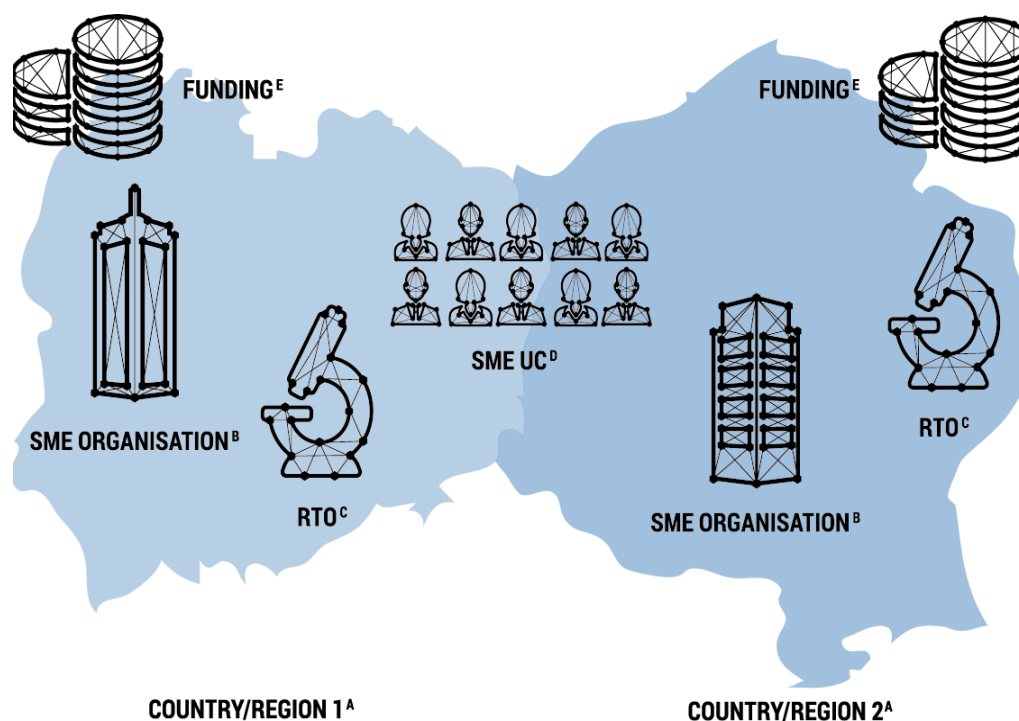 FUNDING E
FUNDING E
SME UC D
SME ORGANISATION B
RTO C
RTO C
SME ORGANISATION B
COUNTRY/REGION 1 A
COUNTRY/REGION 2 A